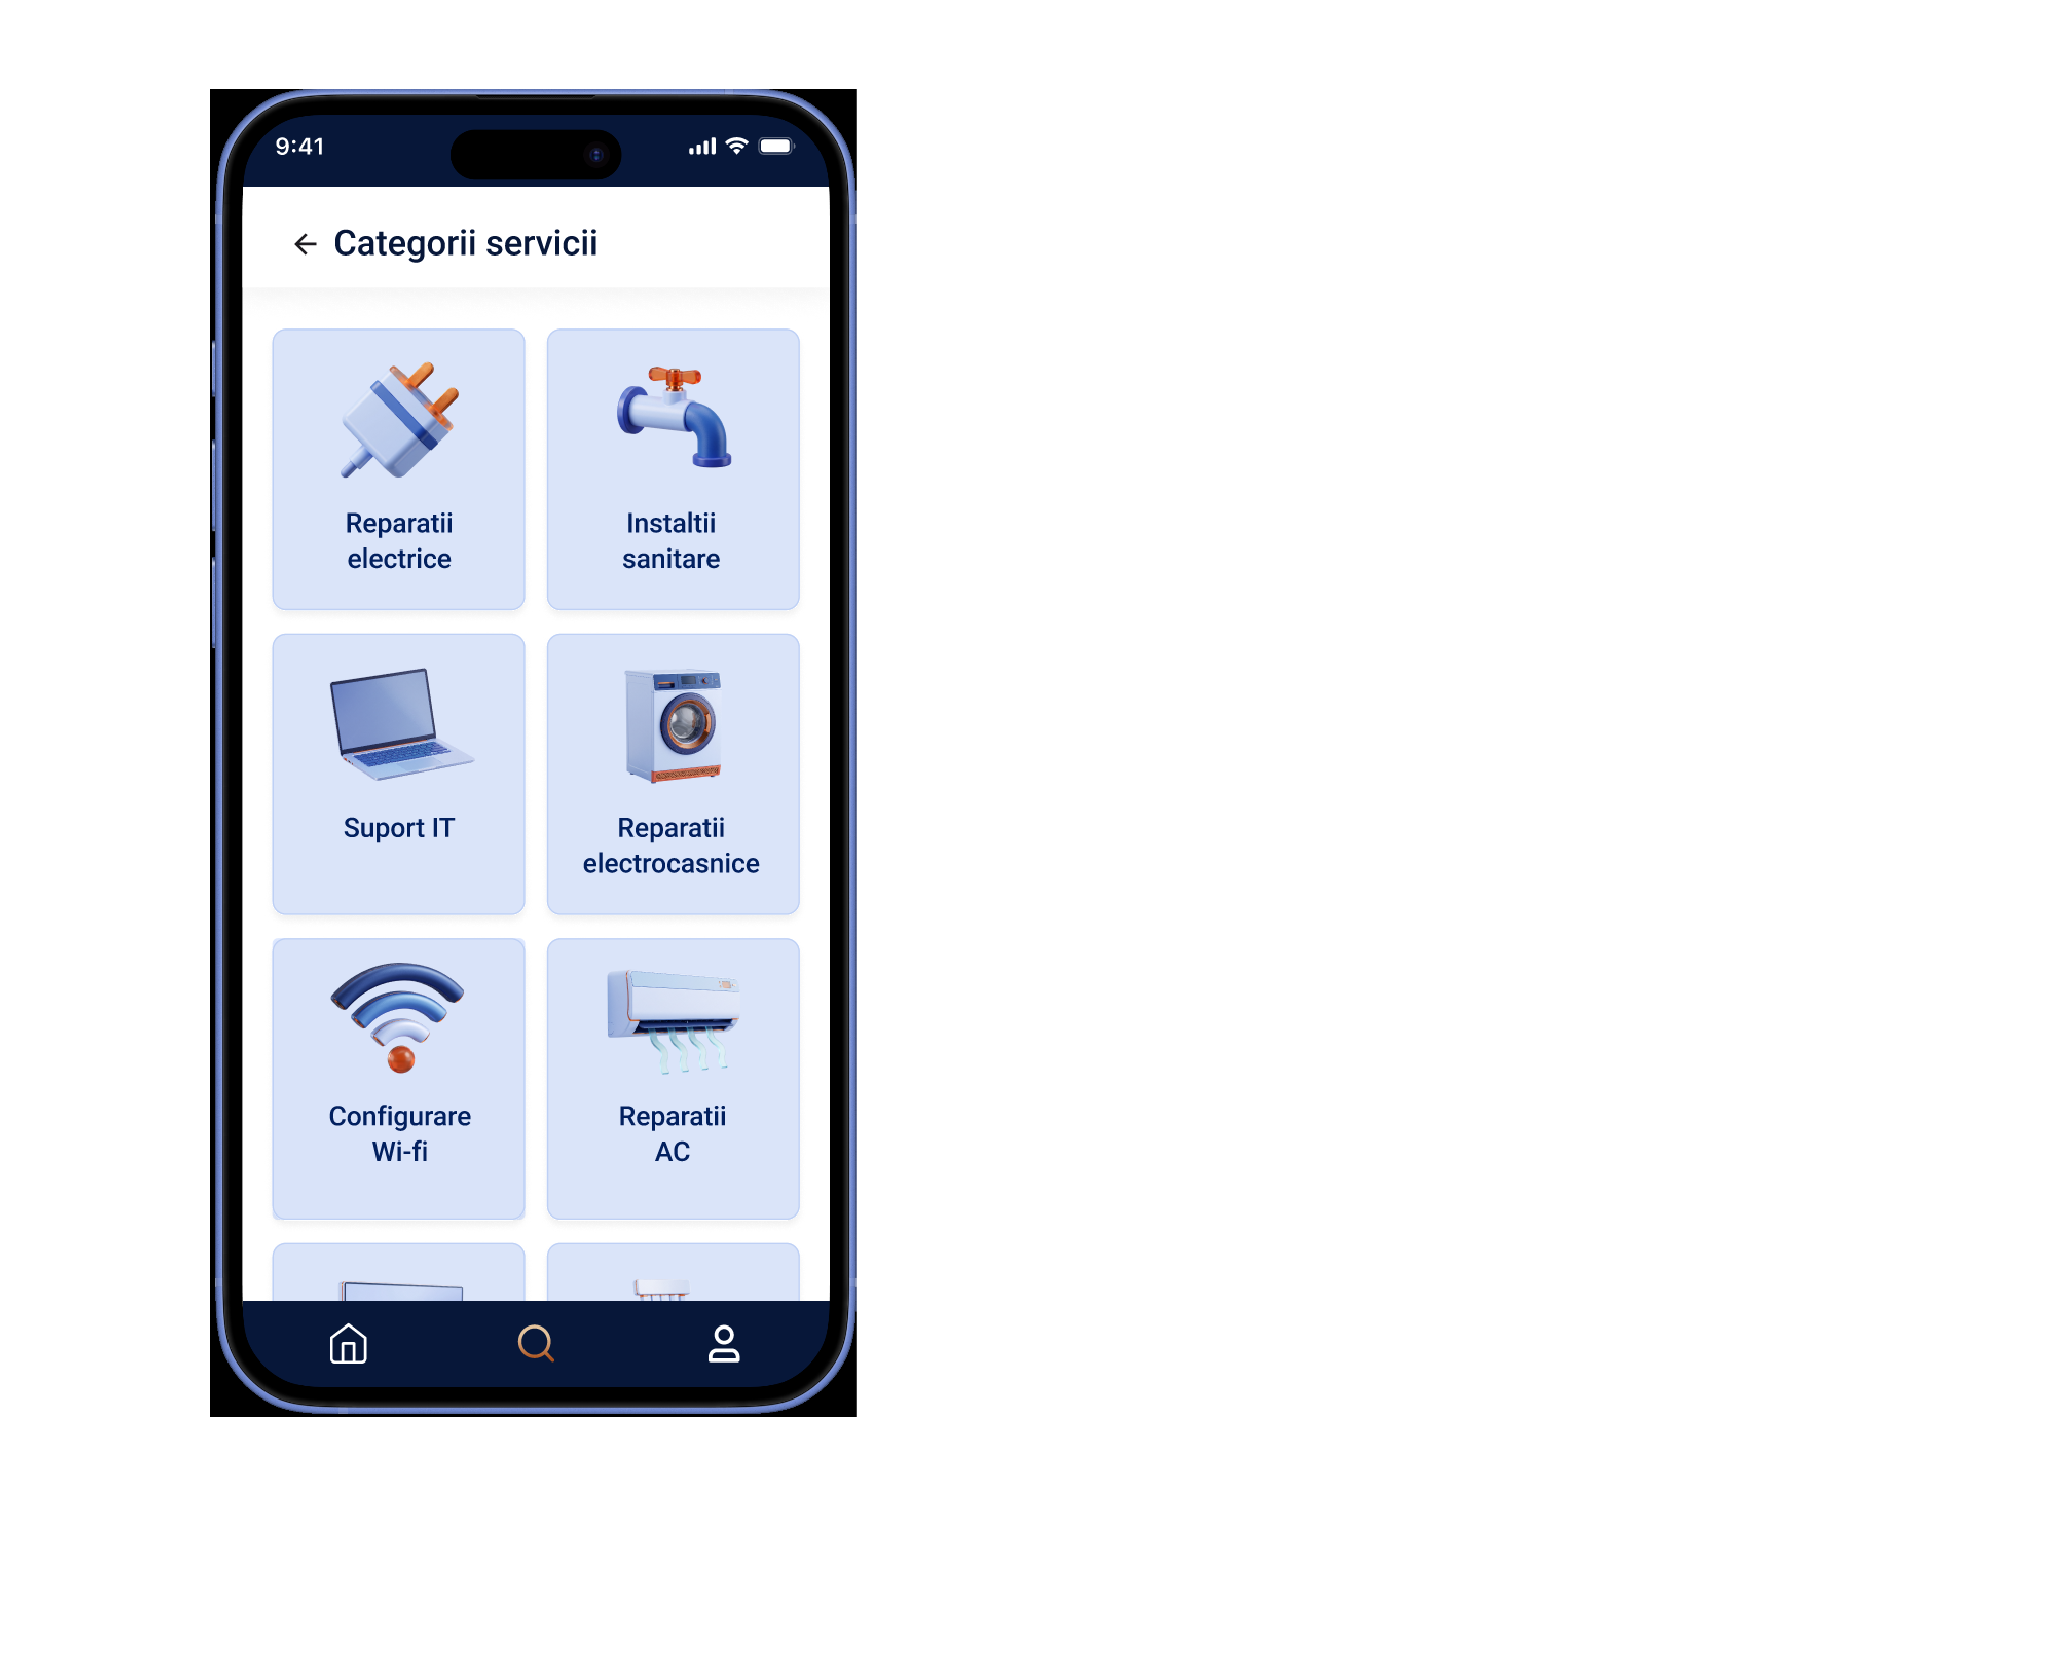 9:41
Categorii servicii
Reparatii
electrice
Instaltii
sanitare
Suport IT
Reparatii
electrocasnice
Configurare
Wi-fi
Reparatii
AC